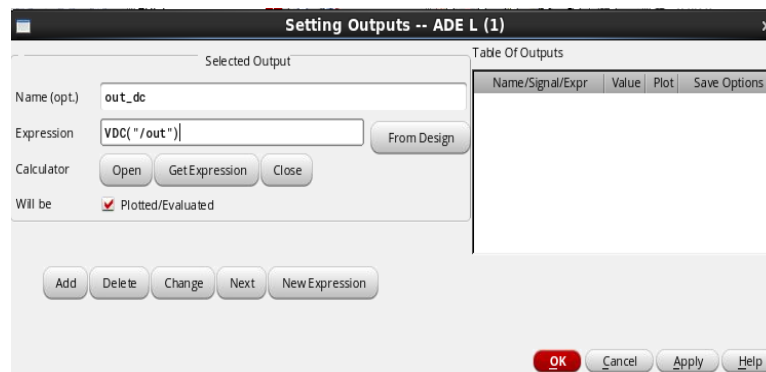 Setting Outputs -- ADE L (1)
Selected Output
Name (opt.) out_dc
Expression VDC("/out") From Design
Calculator Open Get Expression Close
Will be Plotted/Evaluated
Add Delete Change Next New Expression
Table Of Outputs
Name/Signal/Expr Value Plot Save Options
OK Cancel Apply Help